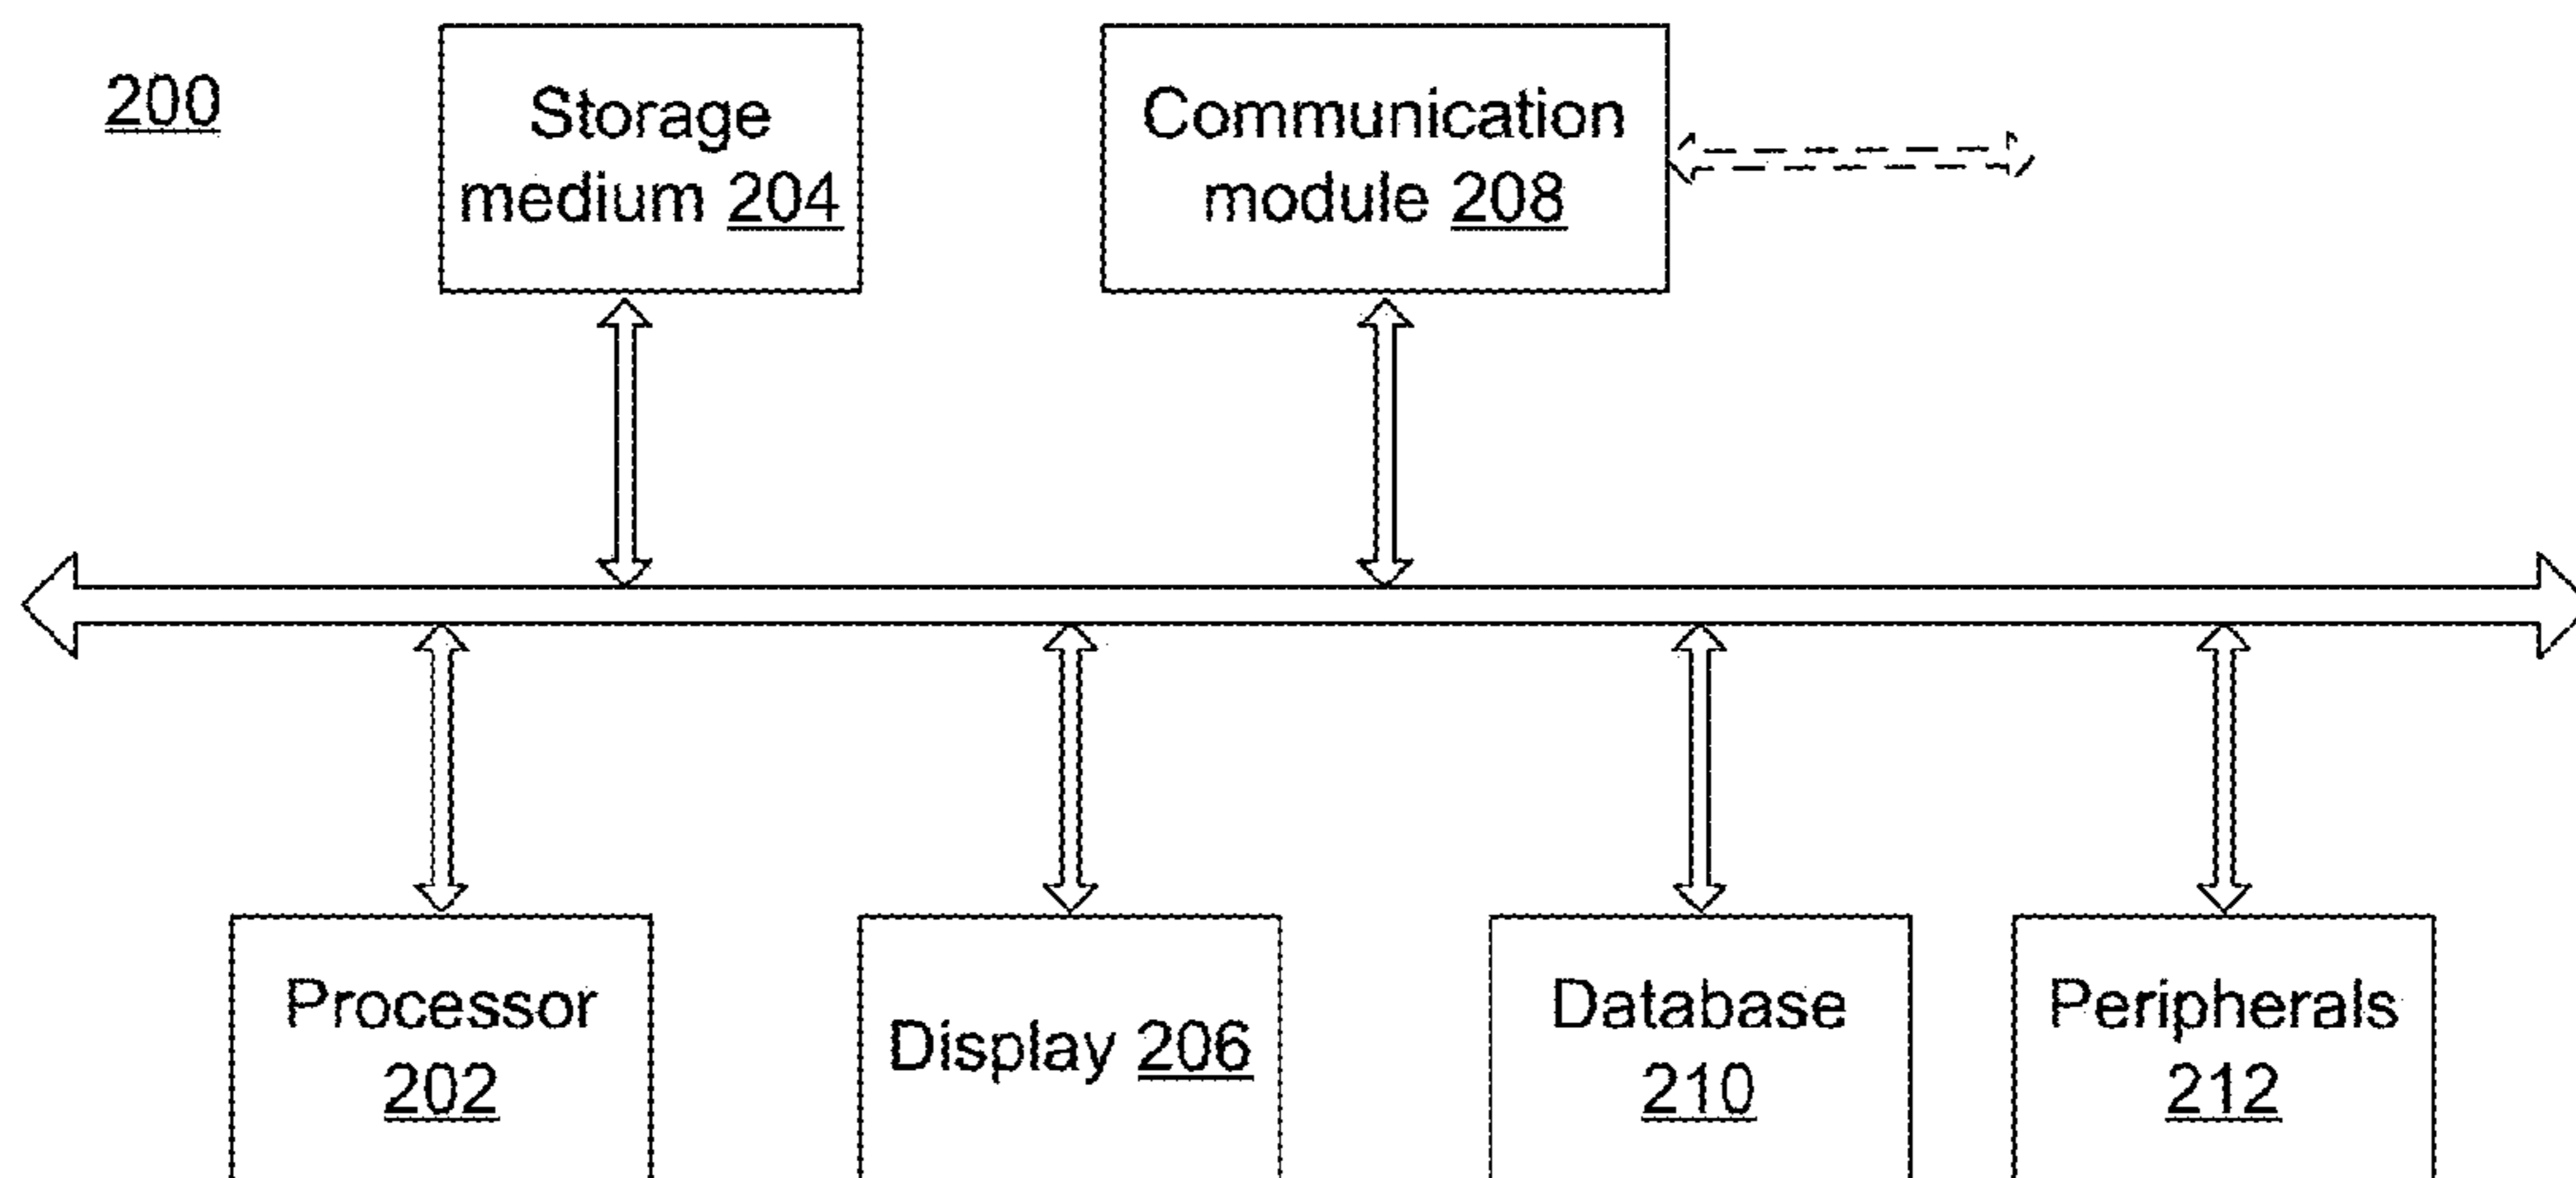 200
Storage
medium 204
Communication
module 208
Processor
202
Display 206
Database
210
Peripherals
212